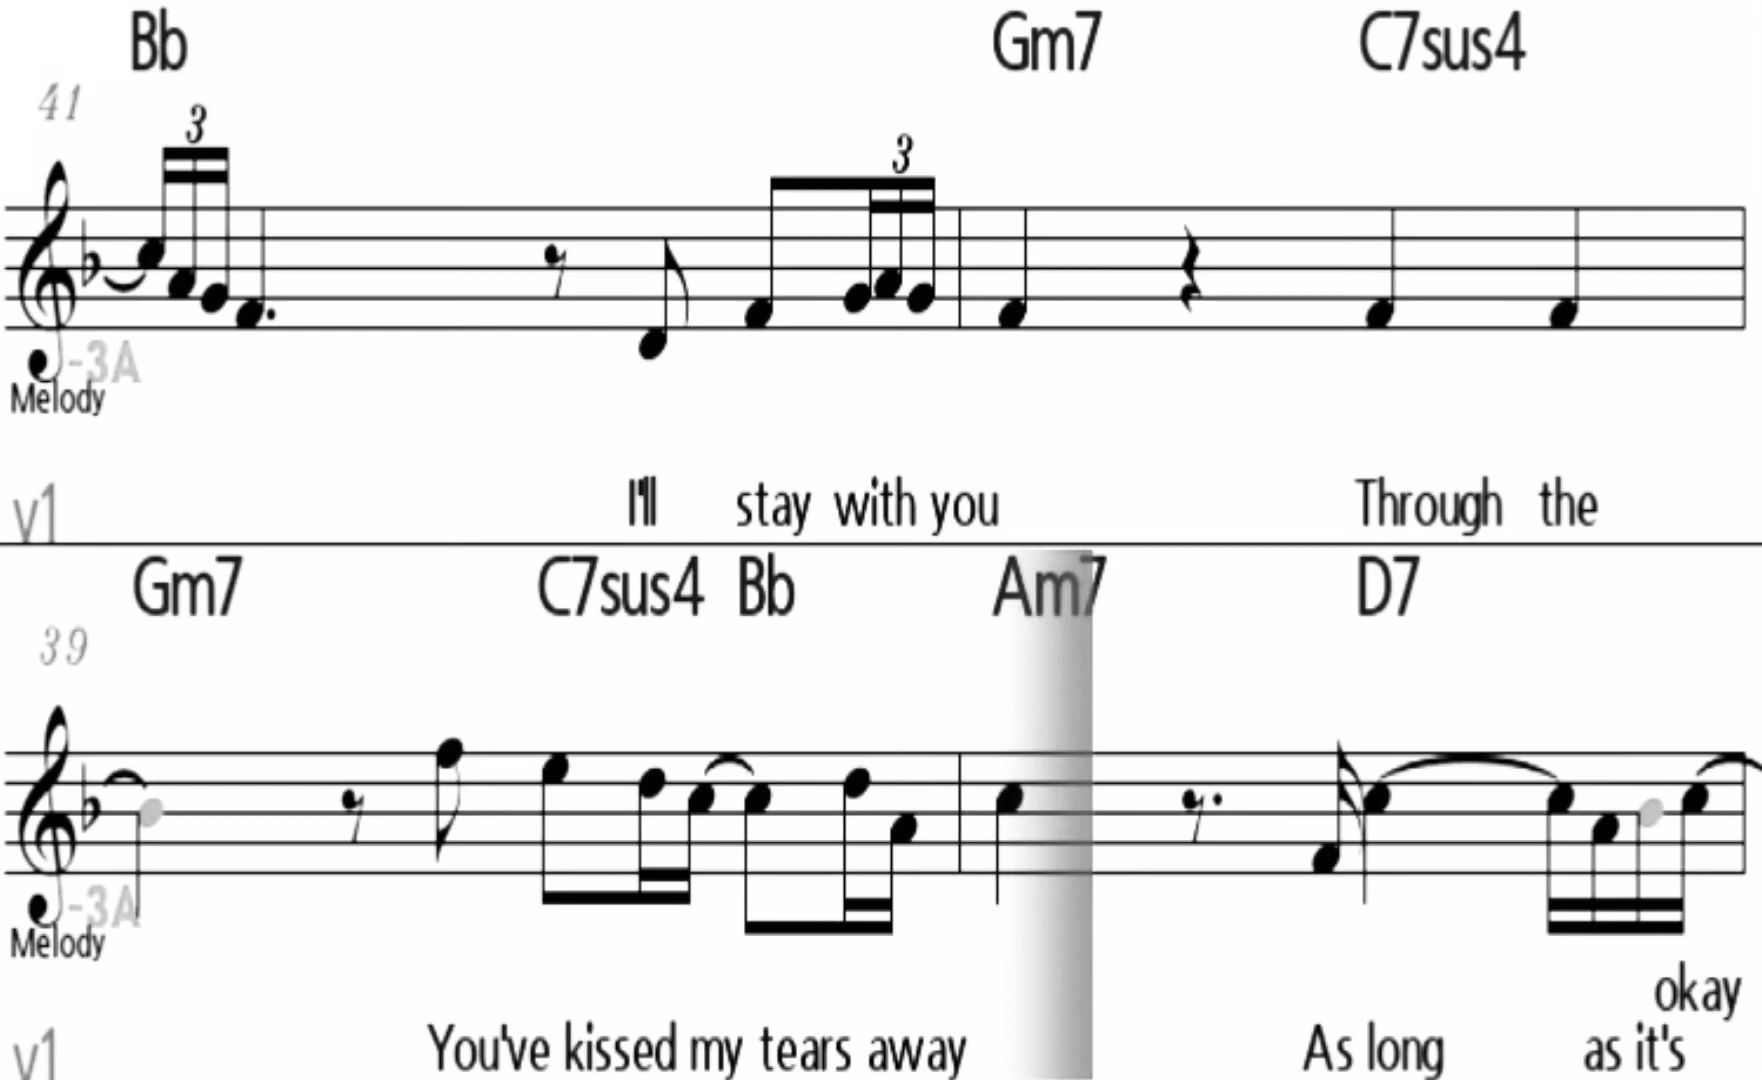 Bb Gm7 C7sus4
41
3 3
-3A
Melody
I'll stay with you Through the
v1
Gm7 C7sus4 Bb Am7 D7
39
-3A
Melody
okay
You've kissed my tears away As long as it's
v1